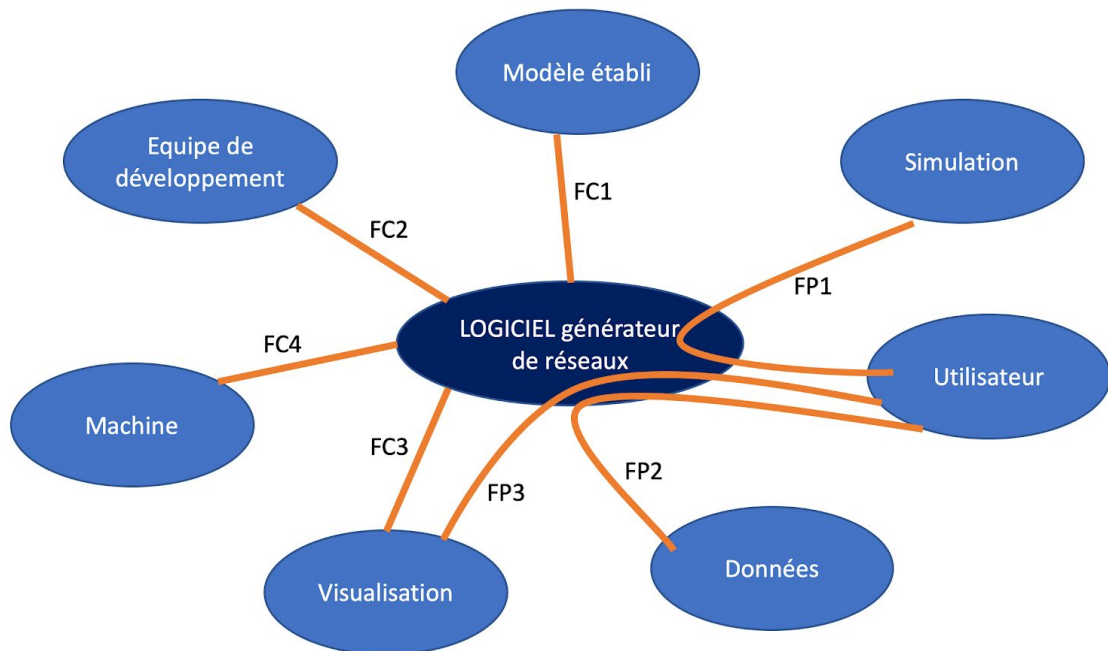 Modèle établi
Equipe de
développement
Simulation
FC1
FC2
FP1
LOGICIEL générateur
de réseaux
FC4
Utilisateur
Machine
FC3
FP3
FP2
Données
Visualisation